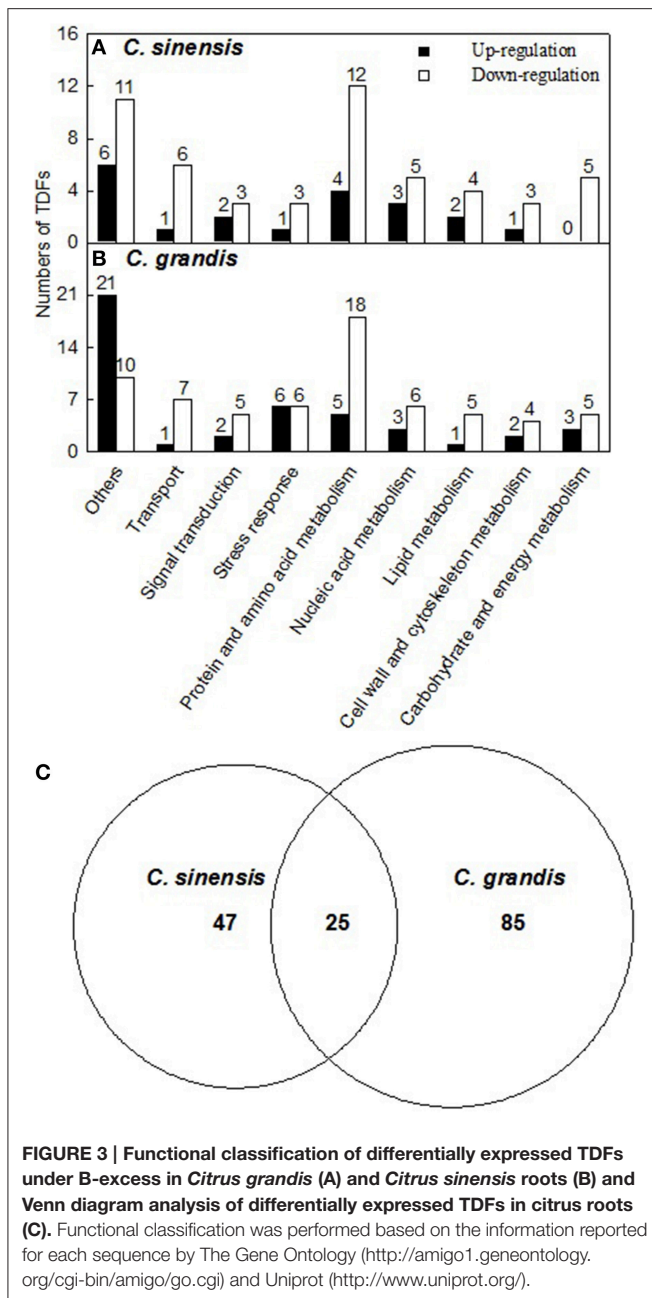 A C. sinensis
Up-regulation
Down-regulation
16
12
8
4
0
6 11 1 6 2 3 1 3 4 12 3 5 2 4 1 3 0 5
Numbers of TDFs
B C. grandis
21
14
7
0
21 10 1 7 2 5 6 6 5 18 3 6 1 5 2 4 3 5
Others
Transport
Signal transduction
Stress response
Protein and amino acid metabolism
Nucleic acid metabolism
Lipid metabolism
Cell wall and cytoskeleton metabolism
Carbohydrate and energy metabolism
C
C. sinensis C. grandis
47 25 85
FIGURE 3 | Functional classification of differentially expressed TDFs
under B-excess in Citrus grandis (A) and Citrus sinensis roots (B) and
Venn diagram analysis of differentially expressed TDFs in citrus roots
(C). Functional classification was performed based on the information reported
for each sequence by The Gene Ontology (http://amigo1.geneontology.
org/cgi-bin/amigo/go.cgi) and Uniprot (http://www.uniprot.org/).